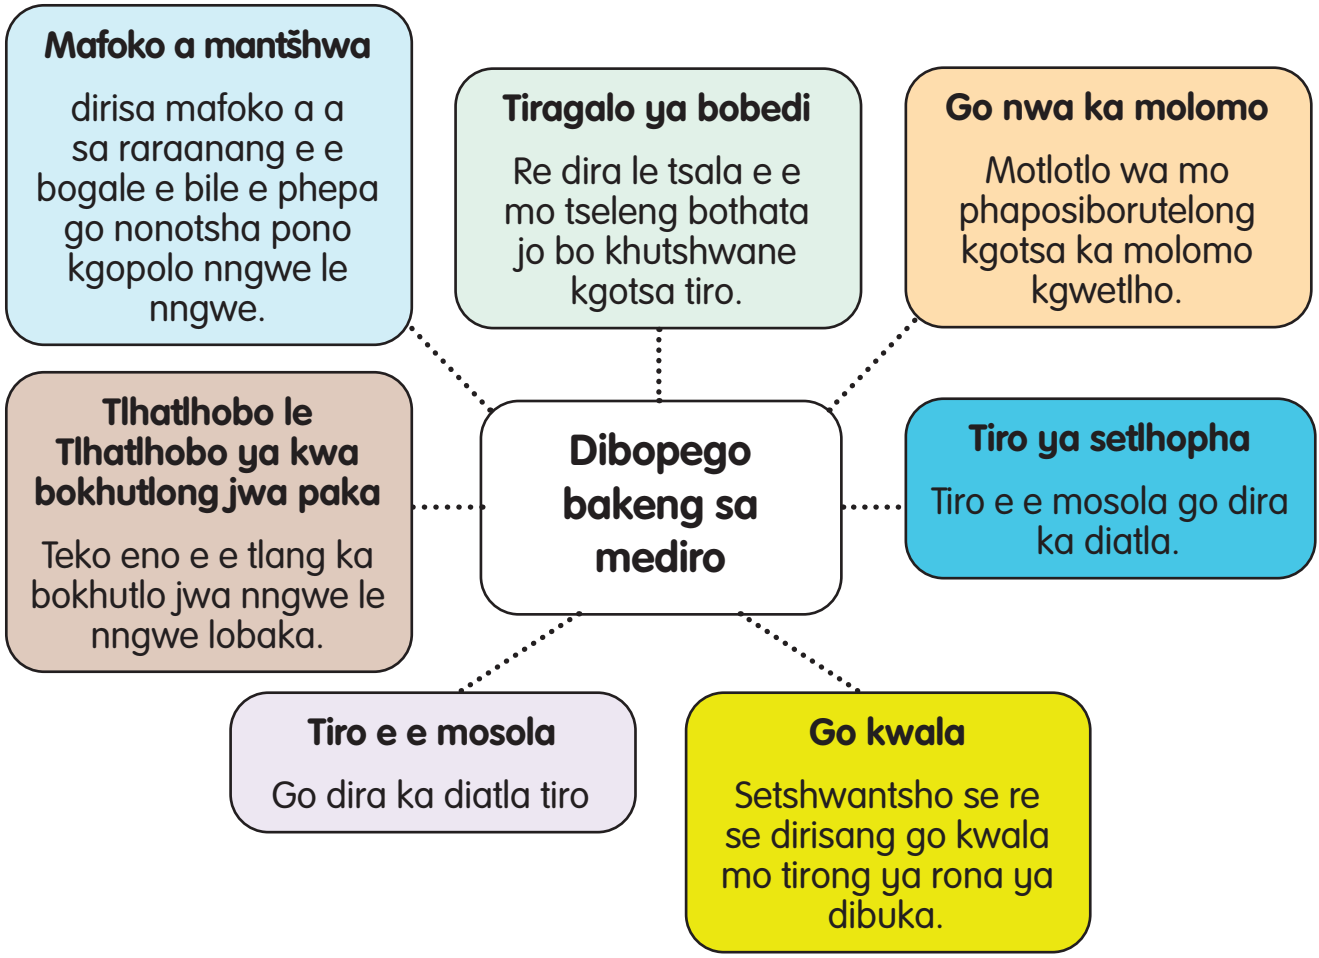 Mafoko a mantšhwa
dirisa mafoko a a
sa raraanang e e
bogale e bile e phepa
go nonotsha pono
kgopolo nngwe le
nngwe.
Tiragalo ya bobedi
Re dira le tsala e e
mo tseleng bothata
jo bo khutshwane
kgotsa tiro.
Go nwa ka molomo
Motlotlo wa mo
phaposiborutelong
kgotsa ka molomo
kgwetlho.
Tlhatlhobo le
Tlhatlhobo ya kwa
bokhutlong jwa paka
Teko eno e e tlang ka
bokhutlo jwa nngwe le
nngwe lobaka.
Dibopego
bakeng sa
mediro
Tiro ya setlhopha
Tiro e e mosola go dira
ka diatla.
Tiro e e mosola
Go dira ka diatla tiro
Go kwala
Setshwantsho se re
se dirisang go kwala
mo tirong ya rona ya
dibuka.